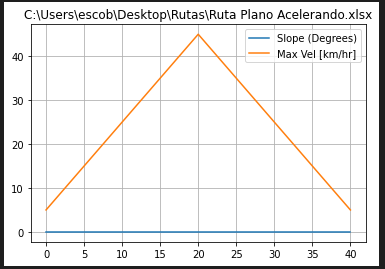 C:\Users\escob\Desktop\Rutas\Ruta Plano Acelerando.xlsx
Slope (Degrees)
Max Vel [km/hr]
40
30
20
10
0
0 5 10 15 20 25 30 35 40